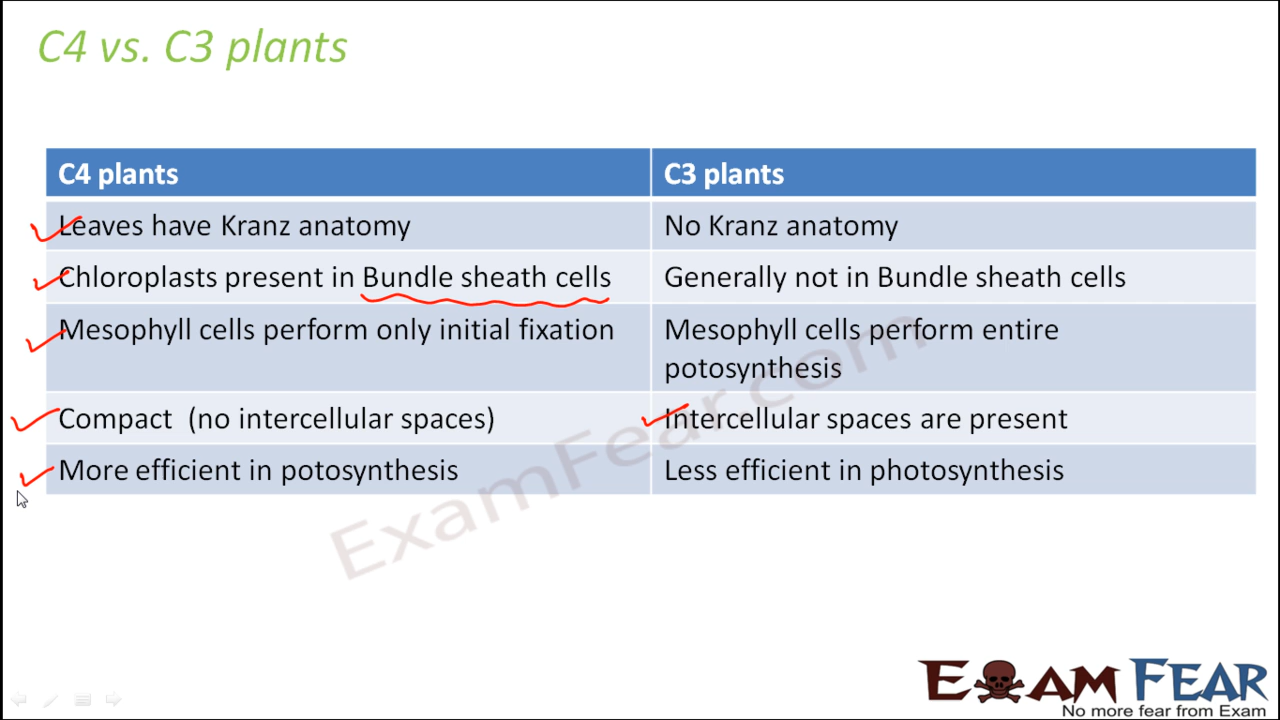 C4 vs. C3 plants
C4 plants
C3 plants
Leaves have Kranz anatomy
No Kranz anatomy
Chloroplasts present in Bundle sheath cells
Generally not in Bundle sheath cells
Mesophyll cells perform only initial fixation
Mesophyll cells perform entire
potosynthesis
Compact (no intercellular spaces)
Intercellular spaces are present
More efficient in potosynthesis
Less efficient in photosynthesis
ExamFear.com
EXAM FEAR
No more fear from Exam